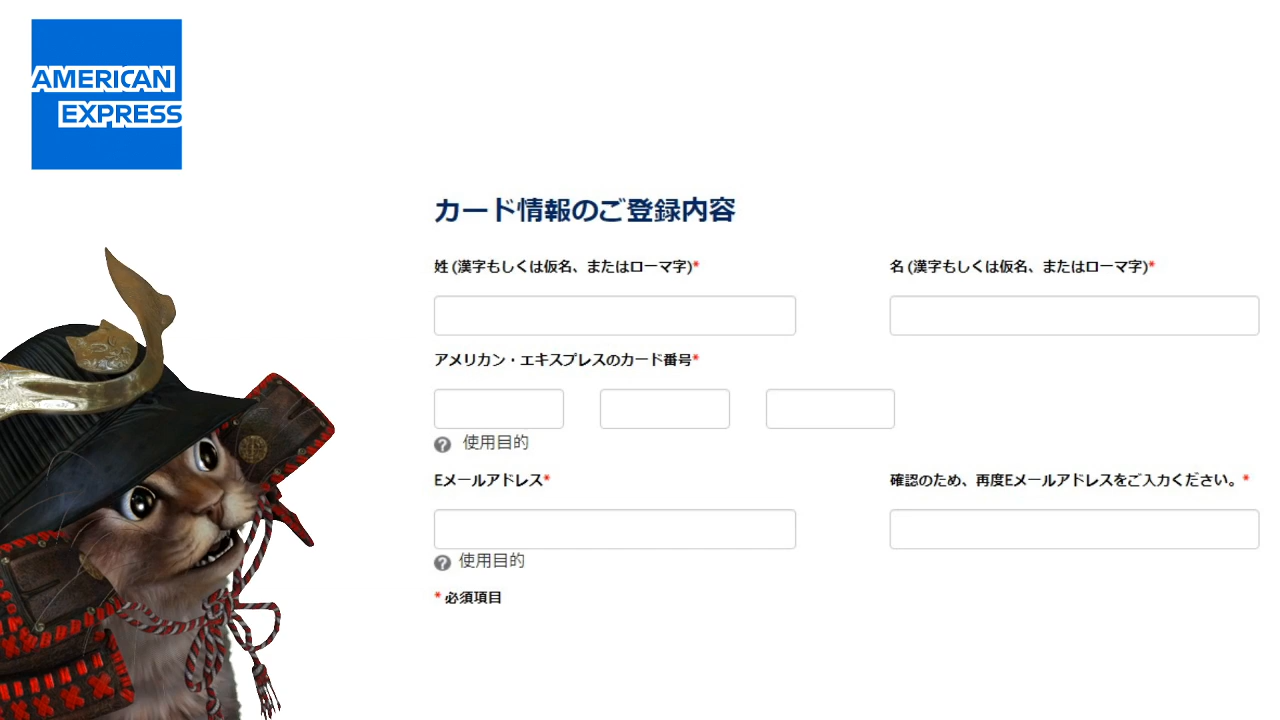 AMERICAN
EXPRESS
カード情報のご登録内容
姓 (漢字もしくは仮名、またはローマ字)*
名 (漢字もしくは仮名、またはローマ字)*
アメリカン・エキスプレスのカード番号*
? 使用目的
Eメールアドレス*
確認のため、再度Eメールアドレスをご入力ください。*
? 使用目的
* 必須項目